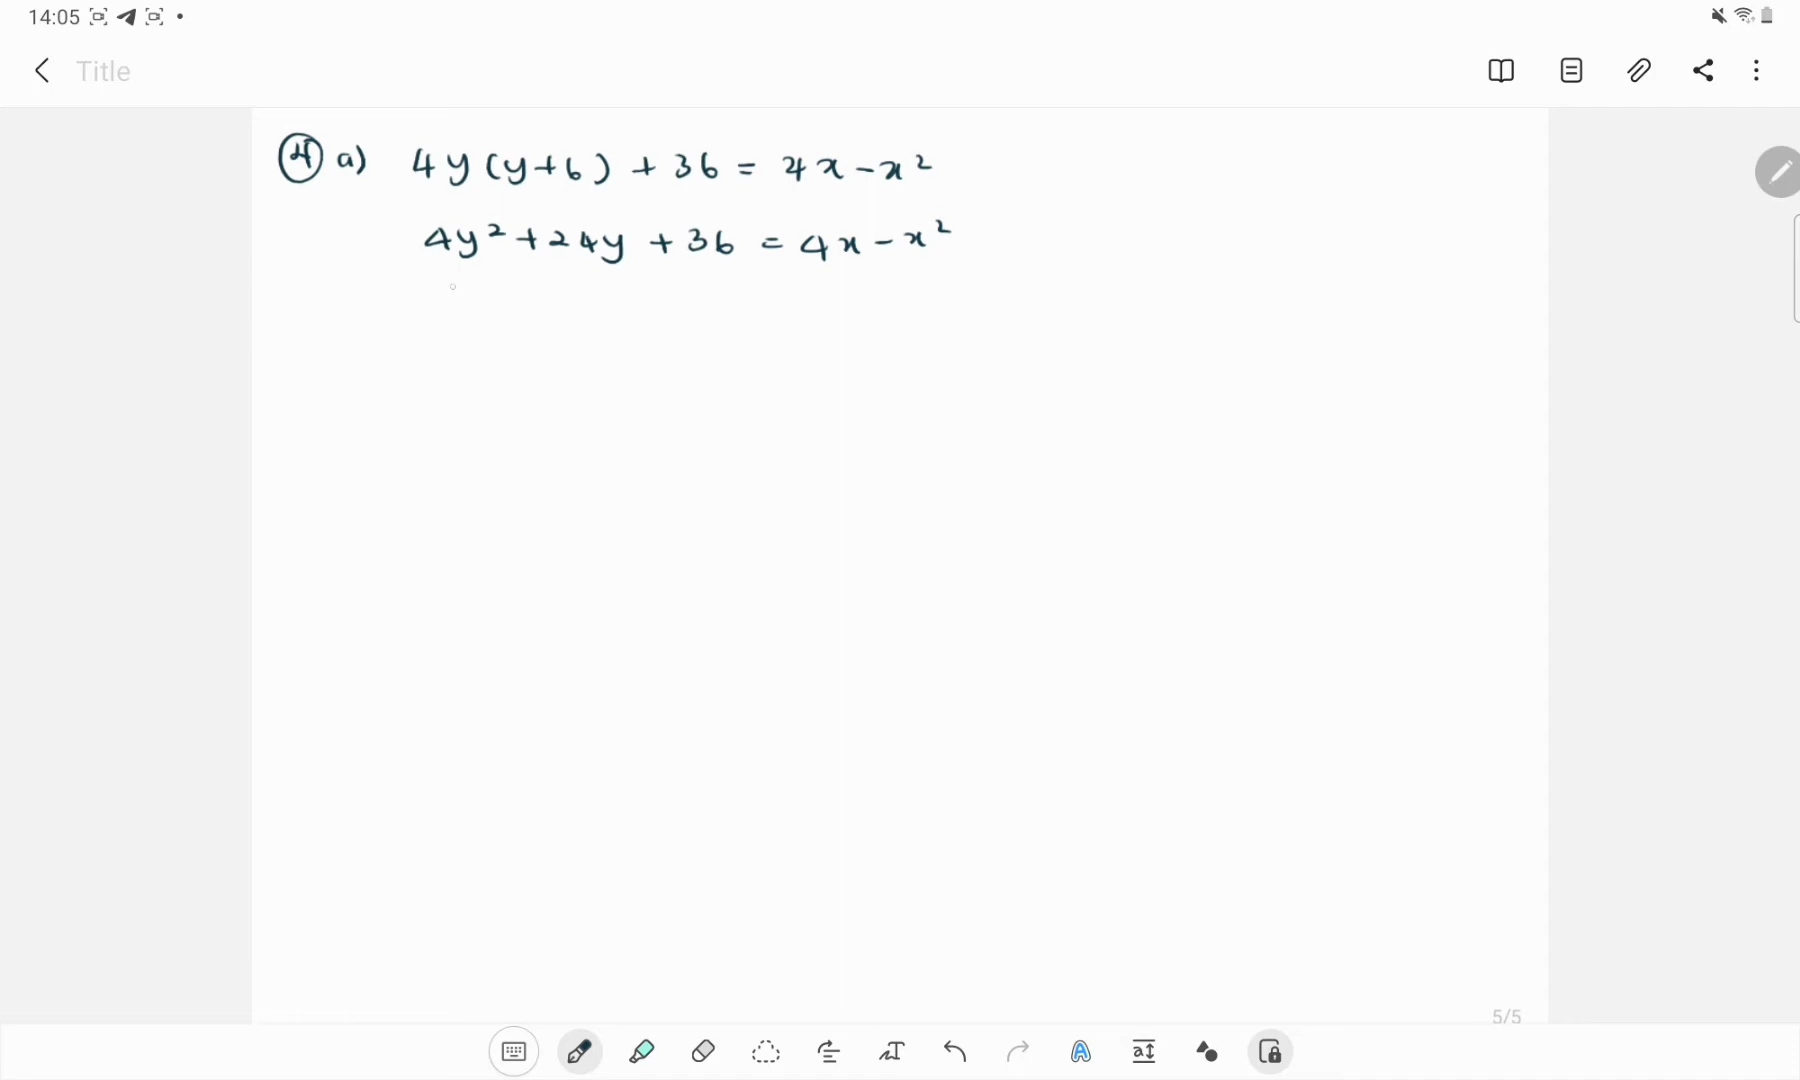 14:05
Title
4 a) 4y(y+6) + 36 = 4x - x²
4y² + 24y + 36 = 4x - x²
5/5